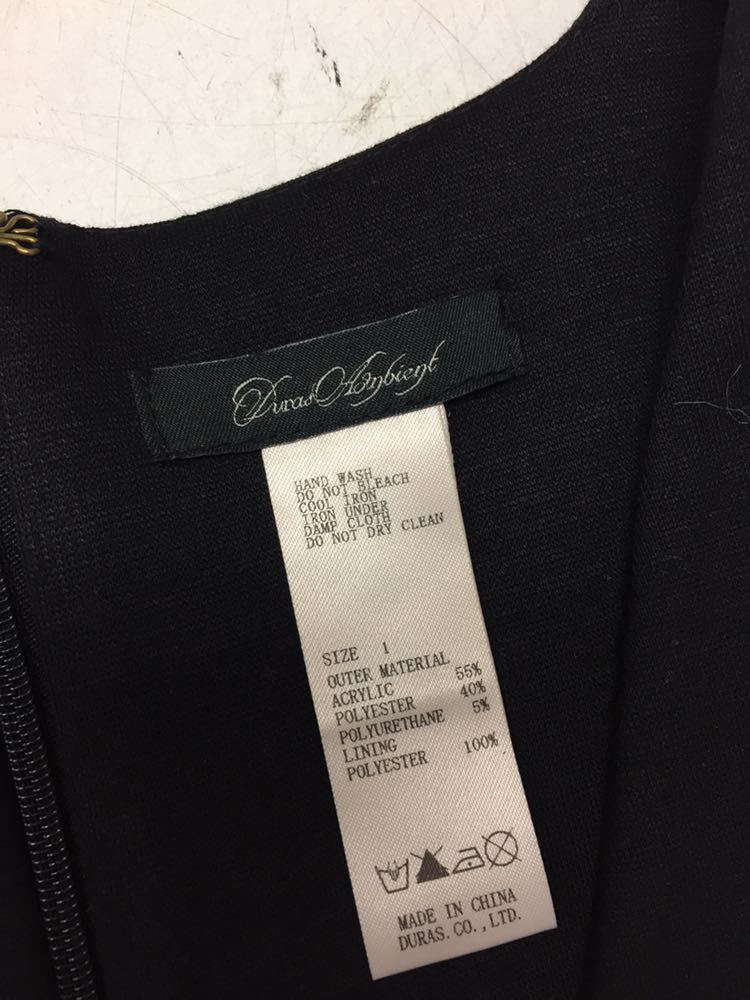 Duras Ambient
HAND WASH
DO NOT BLEACH
COOL IRON
IRON UNDER
DAMP CLOTH
DO NOT DRY CLEAN
SIZE 1
OUTER MATERIAL
ACRYLIC 55%
POLYESTER 40%
POLYURETHANE 5%
LINING
POLYESTER 100%
MADE IN CHINA
DURAS.CO.,LTD.